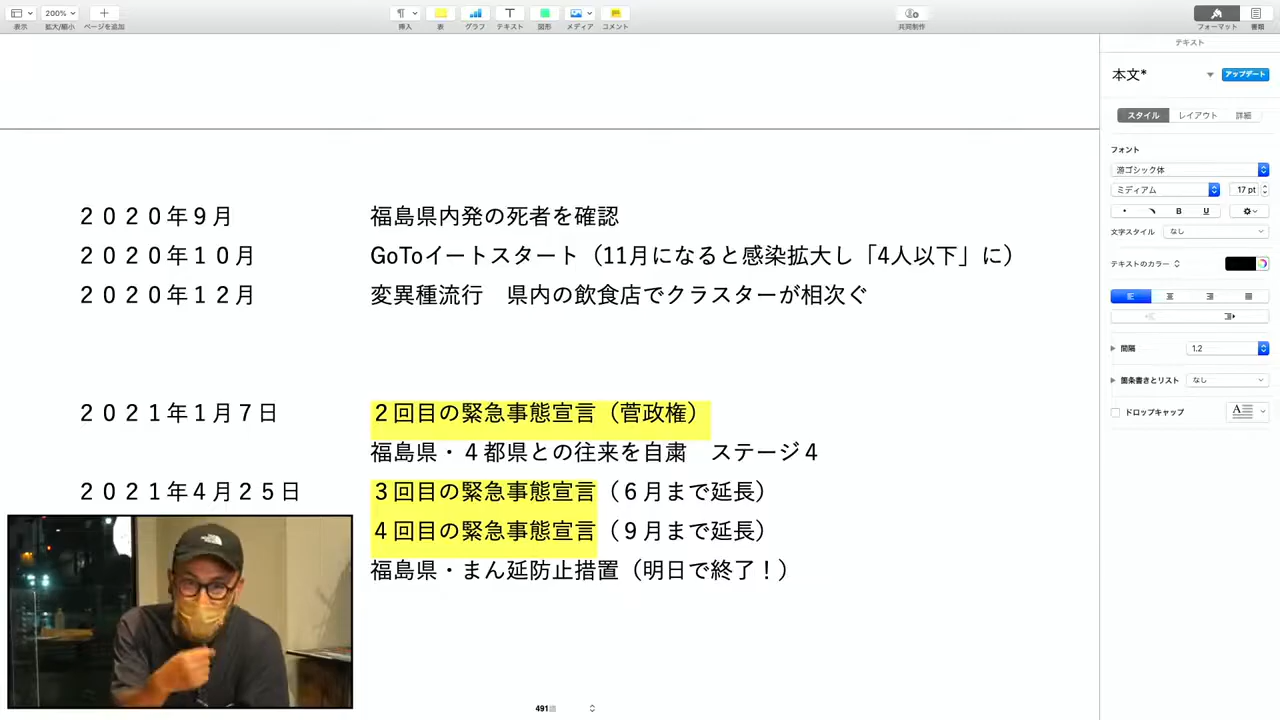 200%
表示
拡大/縮小
ページを追加
挿入
表
グラフ
テキスト
図形
メディア
コメント
共同制作
フォーマット
書類
テキスト
本文*
アップデート
スタイル レイアウト 詳細
フォント
游ゴシック体
ミディアム 17 pt
B U
文字スタイル なし
テキストのカラー
間隔 1.2
箇条書きとリスト なし
ドロップキャップ
２０２０年９月 福島県内発の死者を確認
２０２０年１０月 GoToイートスタート（11月になると感染拡大し「4人以下」に）
２０２０年１２月 変異種流行　県内の飲食店でクラスターが相次ぐ
２０２１年１月７日 ２回目の緊急事態宣言（菅政権）
福島県・４都県との往来を自粛　ステージ４
２０２１年４月２５日 ３回目の緊急事態宣言（６月まで延長）
４回目の緊急事態宣言（９月まで延長）
福島県・まん延防止措置（明日で終了！）
491